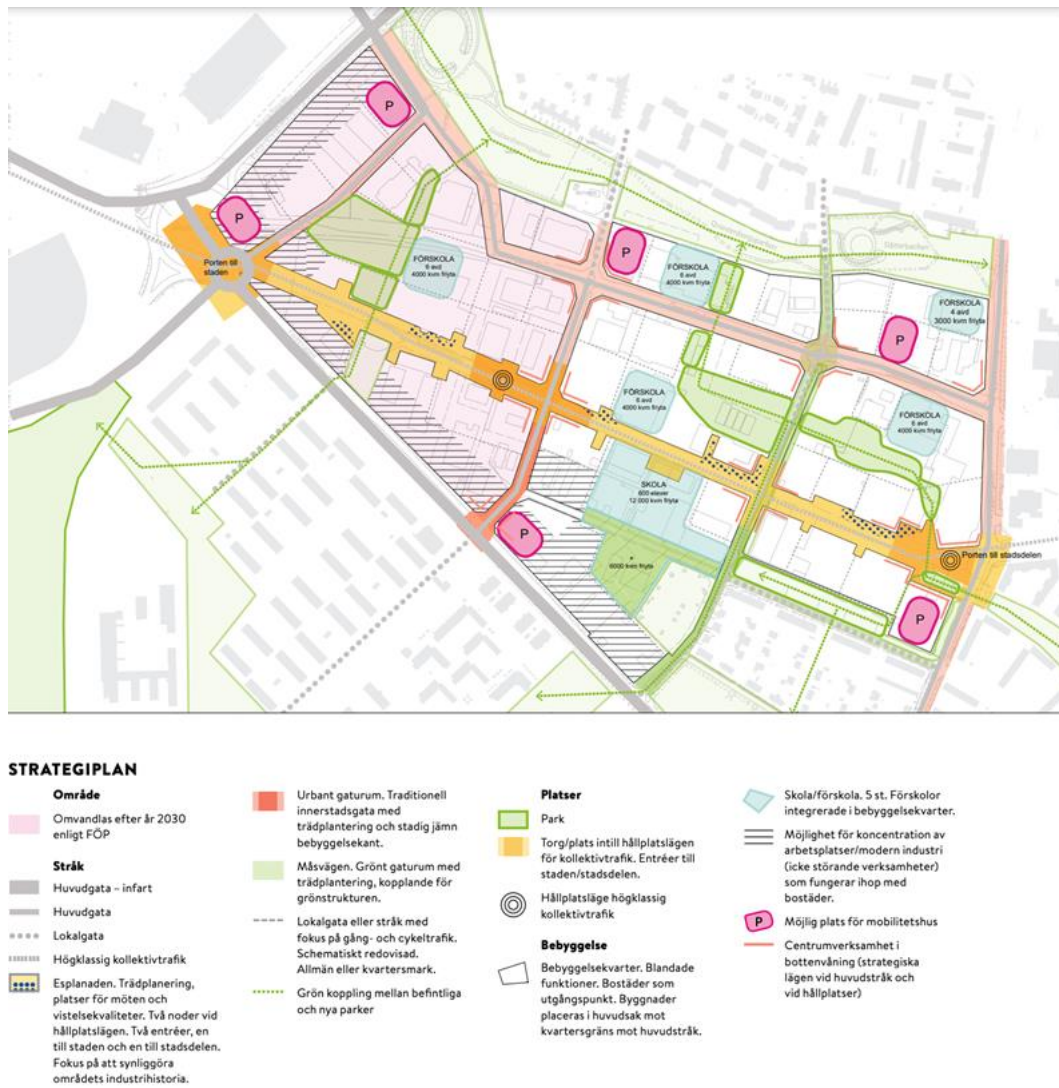 P
P
Porten till
staden
FÖRSKOLA
6 avd
4000 kvm friyta
P
FÖRSKOLA
6 avd
4000 kvm friyta
FÖRSKOLA
4 avd
3000 kvm friyta
P
FÖRSKOLA
6 avd
4000 kvm friyta
FÖRSKOLA
6 avd
4000 kvm friyta
SKOLA
600 elever
12 000 kvm friyta
P
6000 kvm friyta
Porten till stadsdelen
P
STRATEGIPLAN
Område
Omvandlas efter år 2030
enligt FÖP
Stråk
Huvudgata – infart
Huvudgata
Lokalgata
Högklassig kollektivtrafik
Esplanaden. Trädplanering,
platser för möten och
vistelsekvaliteter. Två noder vid
hållplatslägen. Två entréer, en
till staden och en till stadsdelen.
Fokus på att synliggöra
områdets industrihistoria.
Urbant gaturum. Traditionell
innerstadsgata med
trädplantering och stadig jämn
bebyggelsekant.
Måsvägen. Grönt gaturum med
trädplantering, kopplande för
grönstrukturen.
Lokalgata eller stråk med
fokus på gång- och cykeltrafik.
Schematiskt redovisad.
Allmän eller kvartersmark.
Grön koppling mellan befintliga
och nya parker
Platser
Park
Torg/plats intill hållplatslägen
för kollektivtrafik. Entréer till
staden/stadsdelen.
Hållplatsläge högklassig
kollektivtrafik
Bebyggelse
Bebyggelsekvarter. Blandade
funktioner. Bostäder som
utgångspunkt. Byggnader
placeras i huvudsak mot
kvartersgräns mot huvudstråk.
Skola/förskola. 5 st. Förskolor
integrerade i bebyggelsekvarter.
Möjlighet för koncentration av
arbetsplatser/modern industri
(icke störande verksamheter)
som fungerar ihop med
bostäder.
P
Möjlig plats för mobilitetshus
Centrumverksamhet i
bottenvåning (strategiska
lägen vid huvudstråk och
vid hållplatser)